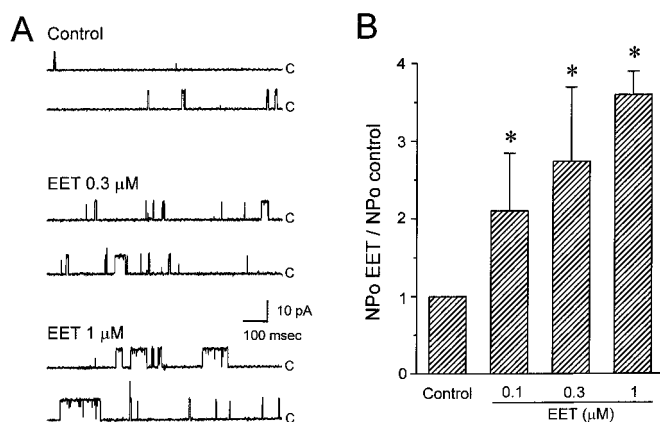 A
Control
C
C
EET 0.3 μM
C
C
10 pA
100 msec
EET 1 μM
C
C
B
NPo EET / NPo control
4
3
2
1
0
*
*
*
Control
0.1
0.3
1
EET (μM)